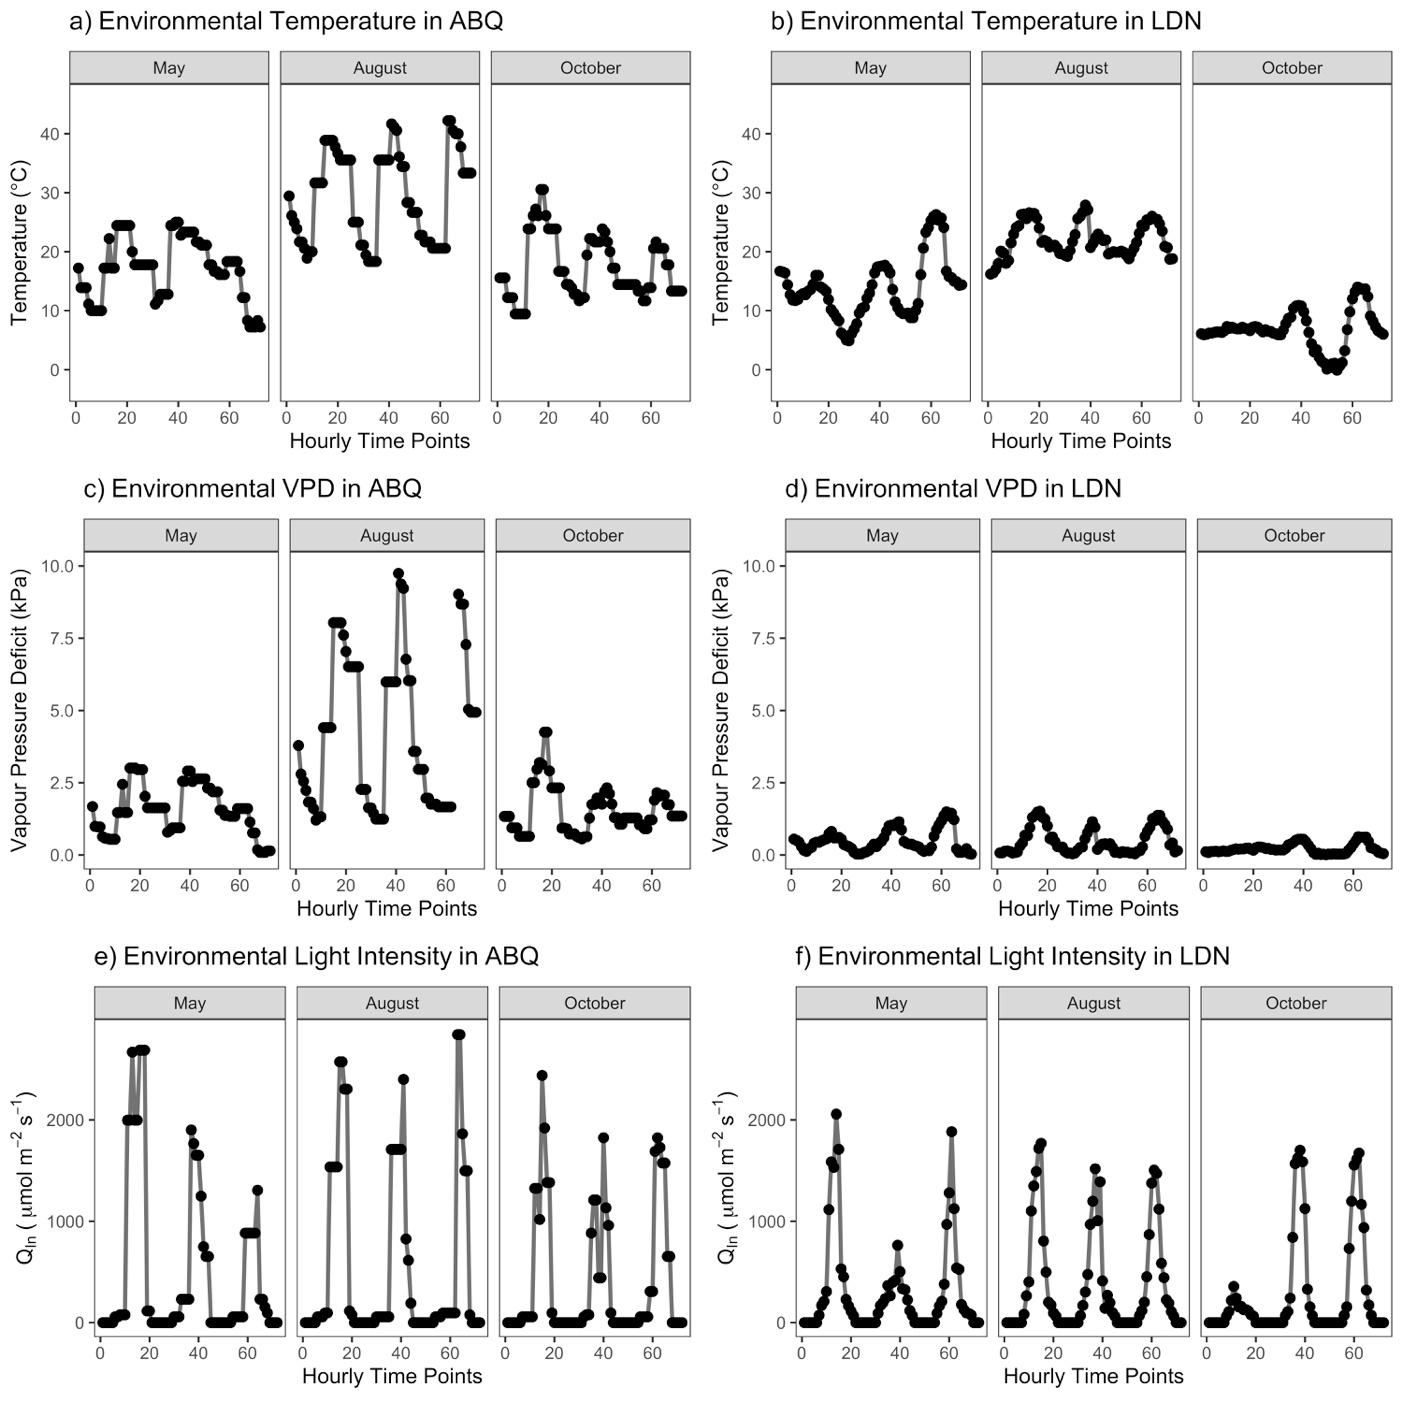 a) Environmental Temperature in ABQ
May
August
October
Temperature (°C)
40
30
20
10
0
0 20 40 60
0 20 40 60
0 20 40 60
Hourly Time Points
b) Environmental Temperature in LDN
May
August
October
Temperature (°C)
40
30
20
10
0
0 20 40 60
0 20 40 60
0 20 40 60
Hourly Time Points
c) Environmental VPD in ABQ
May
August
October
Vapour Pressure Deficit (kPa)
10.0
7.5
5.0
2.5
0.0
0 20 40 60
0 20 40 60
0 20 40 60
Hourly Time Points
d) Environmental VPD in LDN
May
August
October
Vapour Pressure Deficit (kPa)
10.0
7.5
5.0
2.5
0.0
0 20 40 60
0 20 40 60
0 20 40 60
Hourly Time Points
e) Environmental Light Intensity in ABQ
May
August
October
Q_In ( μmol m⁻² s⁻¹)
2000
1000
0
0 20 40 60
0 20 40 60
0 20 40 60
Hourly Time Points
f) Environmental Light Intensity in LDN
May
August
October
Q_In ( μmol m⁻² s⁻¹)
2000
1000
0
0 20 40 60
0 20 40 60
0 20 40 60
Hourly Time Points